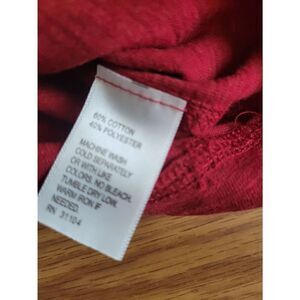 60% COTTON
40% POLYESTER
MACHINE WASH
COLD SEPARATELY
OR WITH LIKE
COLORS. NO BLEACH.
TUMBLE DRY LOW.
WARM IRON IF
NEEDED.
RN 31104